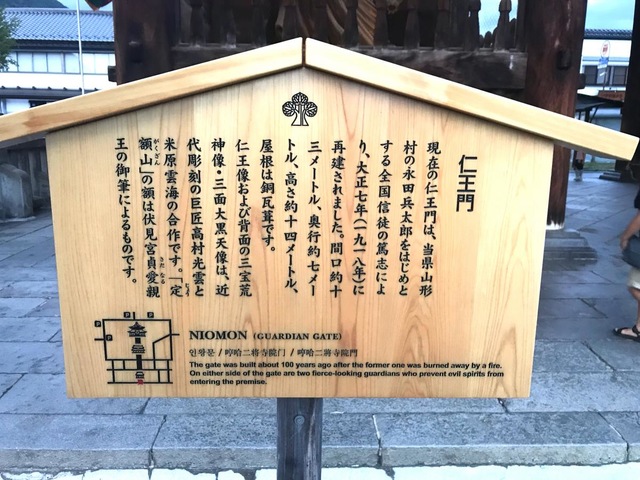 仁王門
現在の仁王門は、当県山形
村の永田兵太郎をはじめと
する全国信徒の篤志によ
り、大正七年(一九一八年)に
再建されました。間口約十
三メートル、奥行約七メー
トル、高さ約十四メートル、
屋根は銅瓦葺です。
仁王像および背面の三宝荒
神像・三面大黒天像は、近
代彫刻の巨匠高村光雲と
米原雲海の合作です。「定
額山」の額は伏見宮貞愛親
王の御筆によるものです。
NIOMON (GUARDIAN GATE)
인왕문 / 哼哈二将寺院门 / 哼哈二將寺院門
The gate was built about 100 years ago after the former one was burned away by a fire.
On either side of the gate are two fierce-looking guardians who prevent evil spirits from
entering the premise.